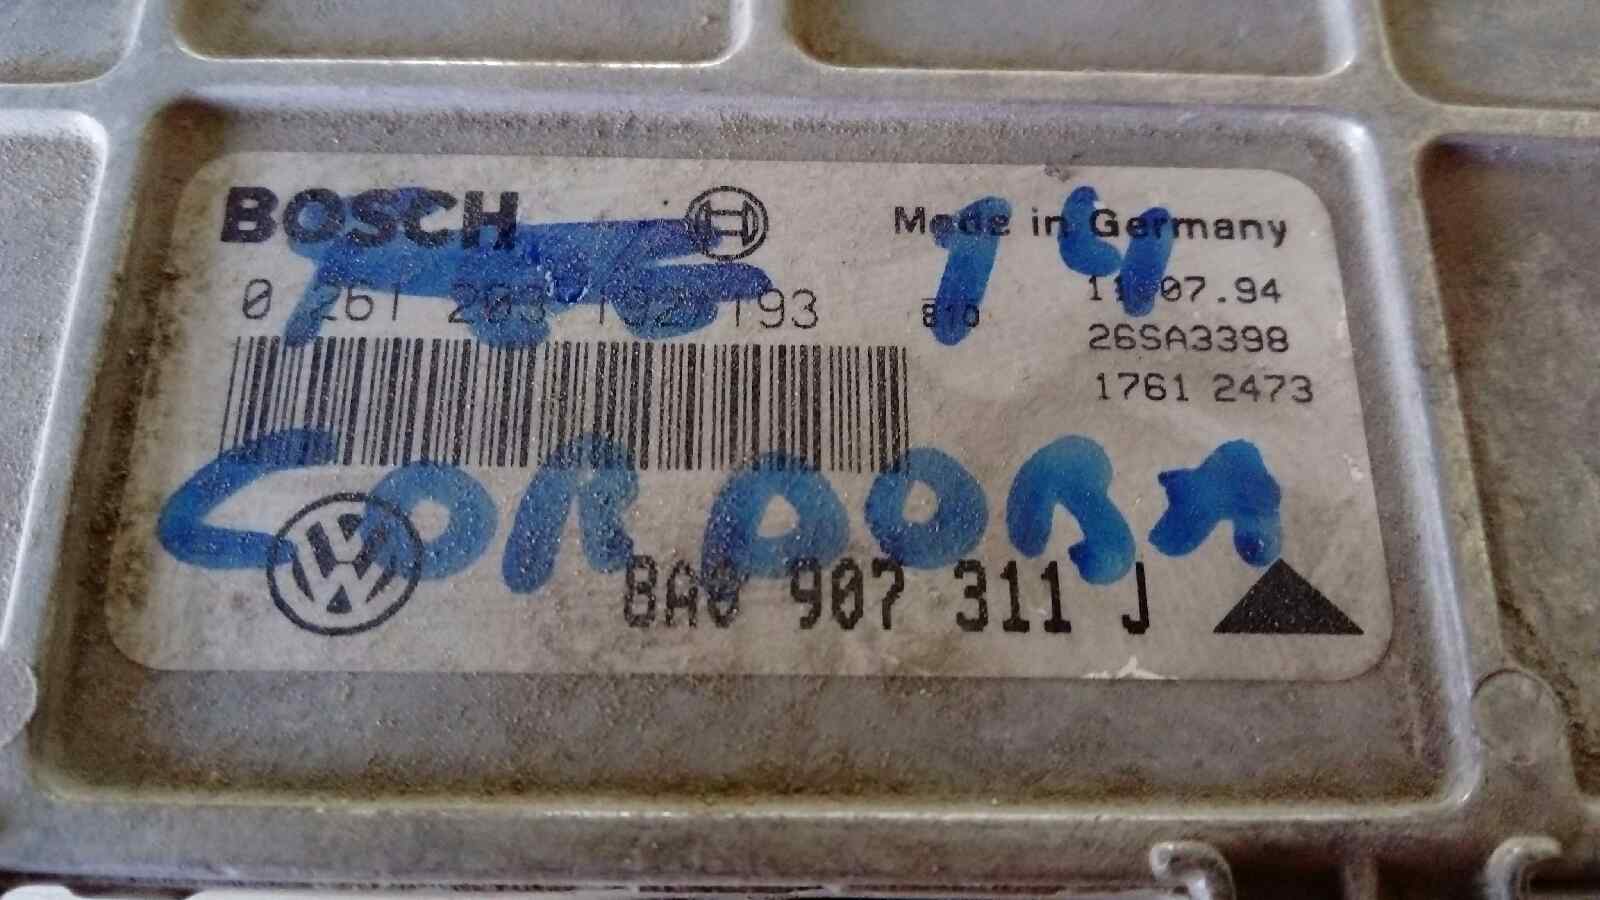 BOSCH
Made in Germany
14
0 261 203 192/193
810
11.07.94
26SA3398
1761 2473
CORDOBA
8A0 907 311 J